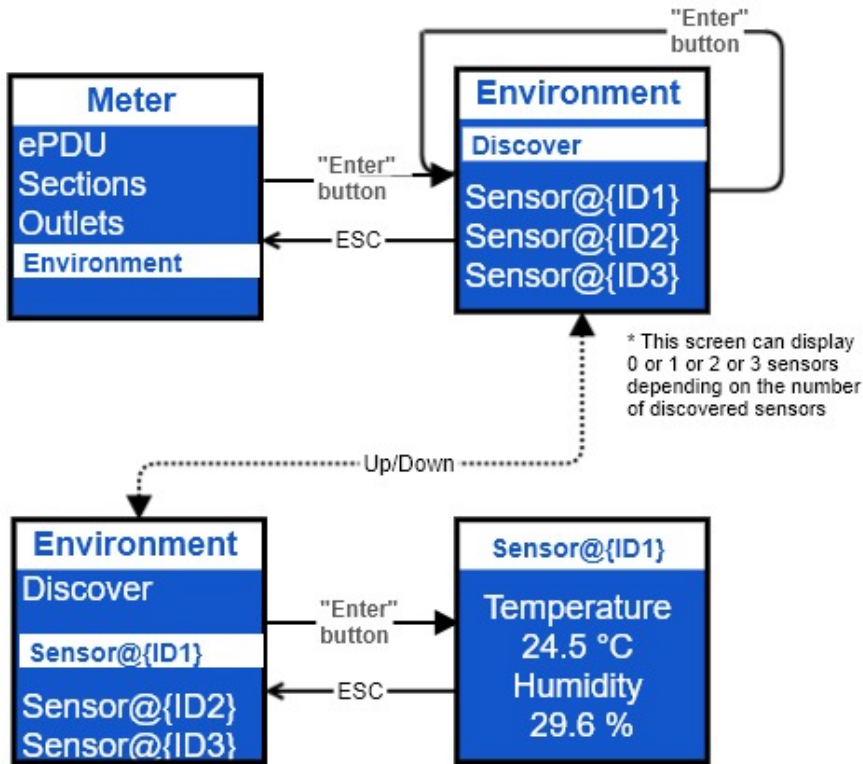 "Enter"
button
Meter
ePDU
Sections
Outlets
Environment
"Enter"
button
ESC
Environment
Discover
Sensor@{ID1}
Sensor@{ID2}
Sensor@{ID3}
* This screen can display
0 or 1 or 2 or 3 sensors
depending on the number
of discovered sensors
Up/Down
Environment
Discover
Sensor@{ID1}
Sensor@{ID2}
Sensor@{ID3}
"Enter"
button
ESC
Sensor@{ID1}
Temperature
24.5 °C
Humidity
29.6 %